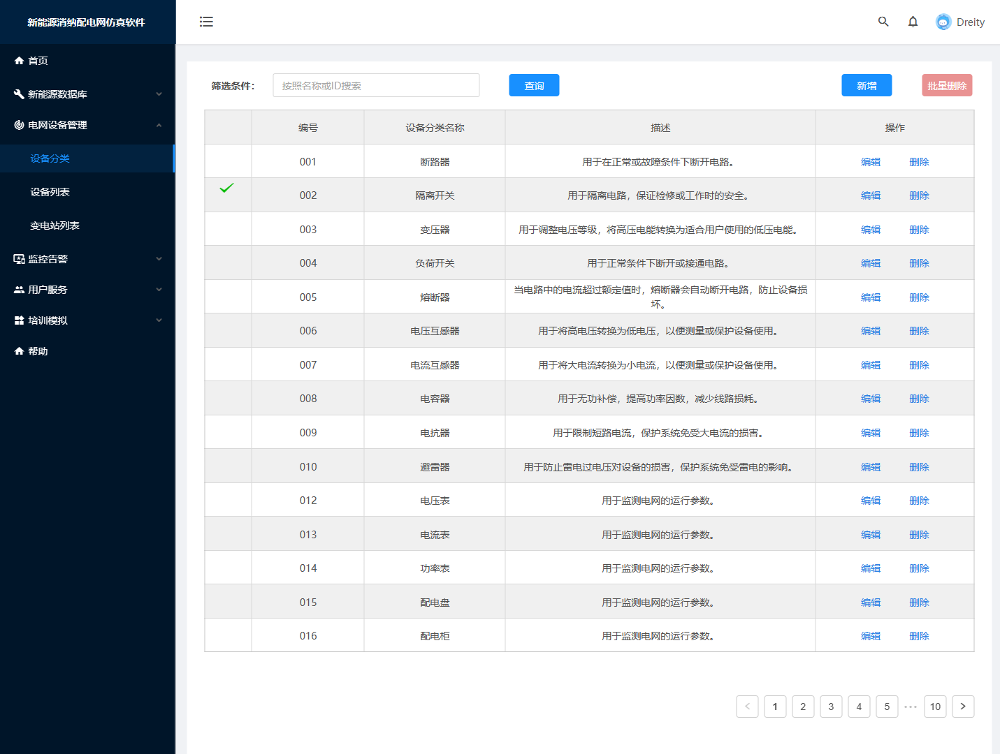 新能源消纳配电网仿真软件
Dreity
首页
新能源数据库
电网设备管理
设备分类
设备列表
变电站列表
监控告警
用户服务
培训模拟
帮助
筛选条件： 按照名称或ID搜索 查询 新增 批量删除
编号 设备分类名称 描述 操作
001 断路器 用于在正常或故障条件下断开电路。 编辑 删除
002 隔离开关 用于隔离电路，保证检修或工作时的安全。 编辑 删除
003 变压器 用于调整电压等级，将高压电能转换为适合用户使用的低压电能。 编辑 删除
004 负荷开关 用于正常条件下断开或接通电路。 编辑 删除
005 熔断器 当电路中的电流超过额定值时，熔断器会自动断开电路，防止设备损
坏。 编辑 删除
006 电压互感器 用于将高电压转换为低电压，以便测量或保护设备使用。 编辑 删除
007 电流互感器 用于将大电流转换为小电流，以便测量或保护设备使用。 编辑 删除
008 电容器 用于无功补偿，提高功率因数，减少线路损耗。 编辑 删除
009 电抗器 用于限制短路电流，保护系统免受大电流的损害。 编辑 删除
010 避雷器 用于防止雷电过电压对设备的损害，保护系统免受雷电的影响。 编辑 删除
012 电压表 用于监测电网的运行参数。 编辑 删除
013 电流表 用于监测电网的运行参数。 编辑 删除
014 功率表 用于监测电网的运行参数。 编辑 删除
015 配电盘 用于监测电网的运行参数。 编辑 删除
016 配电柜 用于监测电网的运行参数。 编辑 删除
1 2 3 4 5 ••• 10